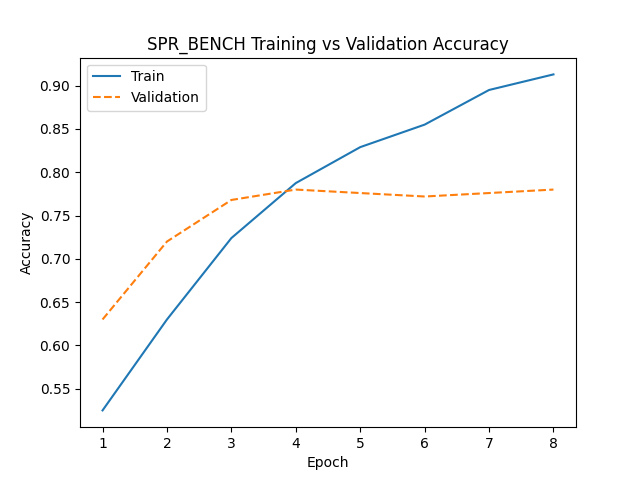 SPR_BENCH Training vs Validation Accuracy
Train
Validation
0.90
0.85
0.80
0.75
0.70
0.65
0.60
0.55
Accuracy
1 2 3 4 5 6 7 8
Epoch